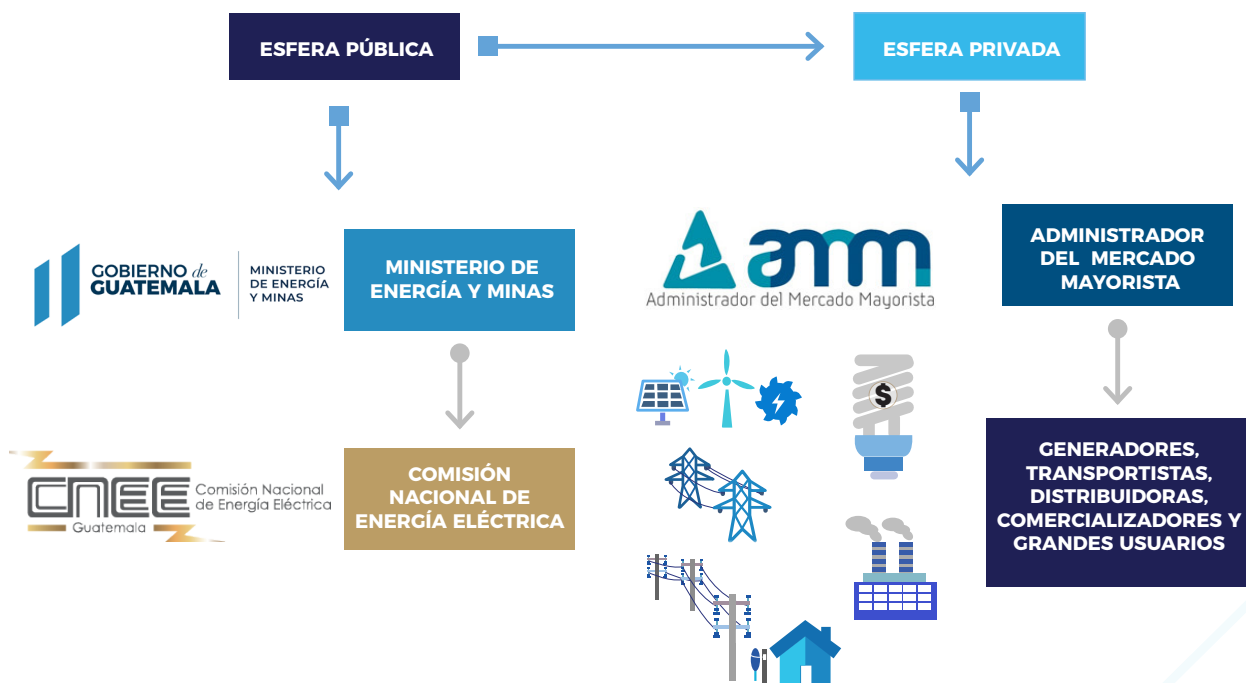 ESFERA PÚBLICA
ESFERA PRIVADA
GOBIERNO de
GUATEMALA
MINISTERIO
DE ENERGÍA
Y MINAS
MINISTERIO DE
ENERGÍA Y MINAS
amm
Administrador del Mercado Mayorista
ADMINISTRADOR
DEL MERCADO
MAYORISTA
$
CNEE
Guatemala
Comisión Nacional
de Energía Eléctrica
COMISIÓN
NACIONAL DE
ENERGÍA ELÉCTRICA
GENERADORES,
TRANSPORTISTAS,
DISTRIBUIDORAS,
COMERCIALIZADORES Y
GRANDES USUARIOS